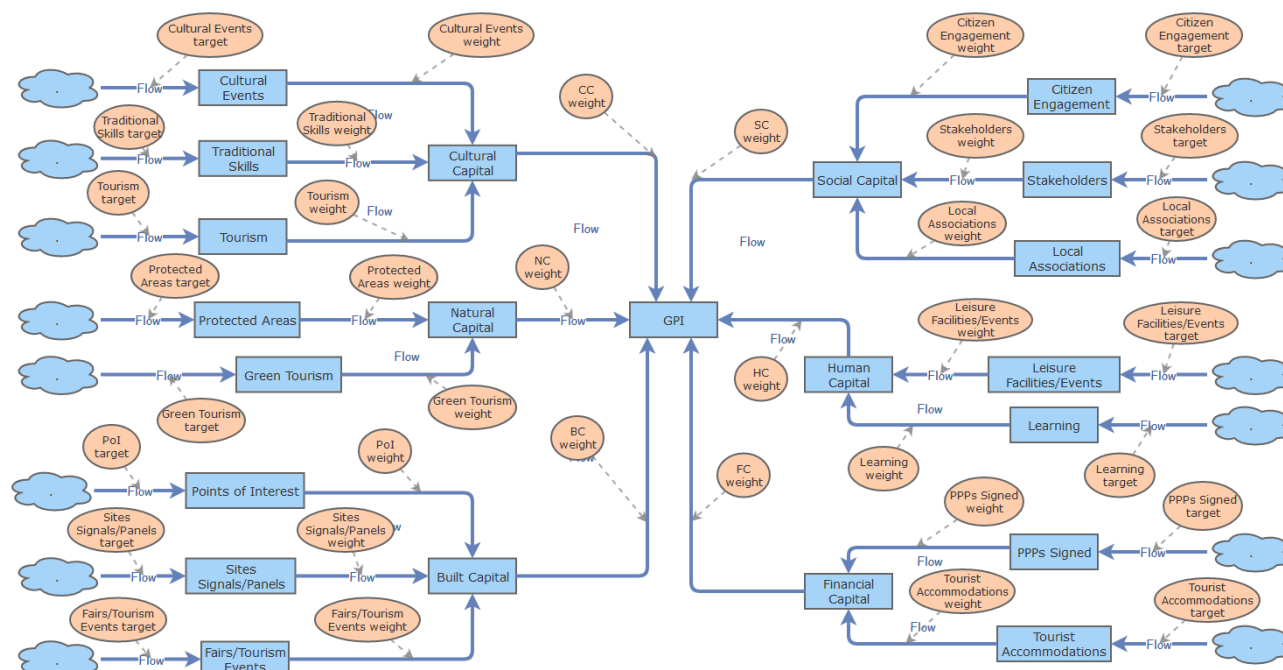 Cultural Events
target
Cultural Events
weight
Flow
Cultural
Events
Flow
Traditional
Skills target
Traditional
Skills weight
Flow
Traditional
Skills
Flow
Cultural
Capital
Tourism
target
Tourism
weight
Flow
Flow
Tourism
CC
weight
Flow
Protected
Areas target
Protected
Areas weight
NC
weight
Flow
Protected Areas
Flow
Natural
Capital
Flow
GPI
Flow
Green Tourism
Flow
Green Tourism
target
Green Tourism
weight
PoI
target
PoI
weight
BC
weight
Flow
Flow
Points of Interest
Sites
Signals/Panels
target
Sites
Signals/Panels
weight
Flow
Sites
Signals/Panels
Flow
Built Capital
Fairs/Tourism
Events target
Fairs/Tourism
Events weight
Flow
Flow
Fairs/Tourism
Events
SC
weight
Flow
Citizen
Engagement
weight
Citizen
Engagement
target
Citizen
Engagement
Flow
Stakeholders
weight
Stakeholders
target
Social Capital
Flow
Stakeholders
Flow
Local
Associations
weight
Local
Associations
target
Local
Associations
Flow
Leisure
Facilities/Events
weight
Leisure
Facilities/Events
target
Flow
HC
weight
Human
Capital
Flow
Leisure
Facilities/Events
Flow
Flow
Learning
Flow
Learning
weight
Learning
target
FC
weight
PPPs Signed
weight
PPPs Signed
target
Flow
PPPs Signed
Flow
Financial
Capital
Tourist
Accommodations
weight
Tourist
Accommodations
target
Flow
Tourist
Accommodations
Flow